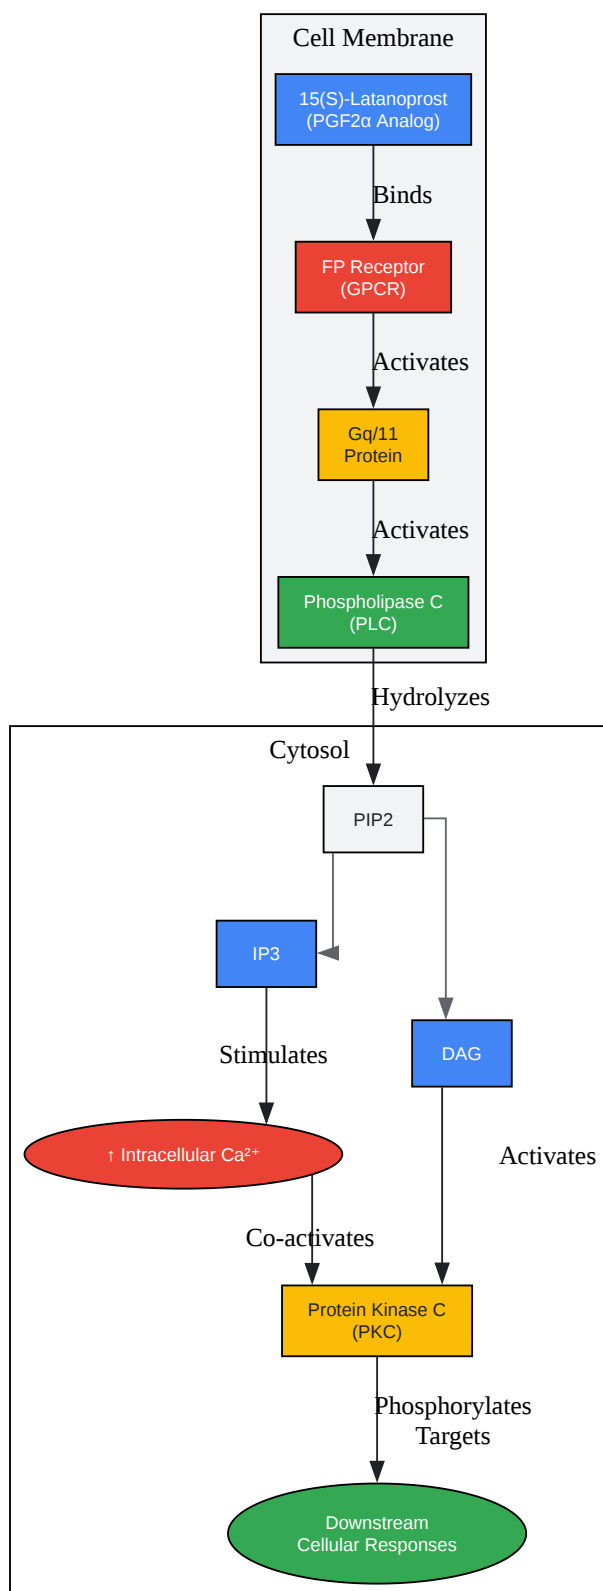 Cell Membrane
15(S)-Latanoprost
(PGF2α Analog)
Binds
FP Receptor
(GPCR)
Activates
Gq/11
Protein
Activates
Phospholipase C
(PLC)
Hydrolyzes
Cytosol
PIP2
IP3
DAG
Stimulates
↑ Intracellular Ca²⁺
Activates
Co-activates
Protein Kinase C
(PKC)
Phosphorylates
Targets
Downstream
Cellular Responses